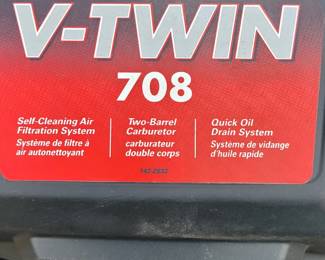 V-TWIN
708
Self-Cleaning Air
Filtration System
Système de filtre à
air autonettoyant
Two-Barrel
Carburetor
carburateur
double corps
Quick Oil
Drain System
Système de vidange
d'huile rapide